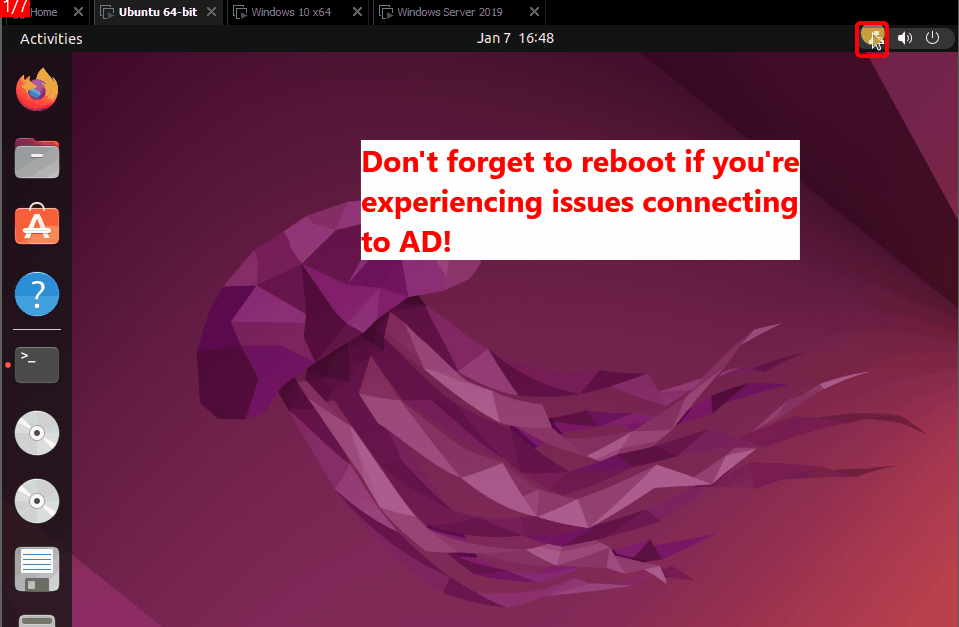 1/7
Home
Ubuntu 64-bit
Windows 10 x64
Windows Server 2019
Activities
Jan 7 16:48
Don't forget to reboot if you're
experiencing issues connecting
to AD!